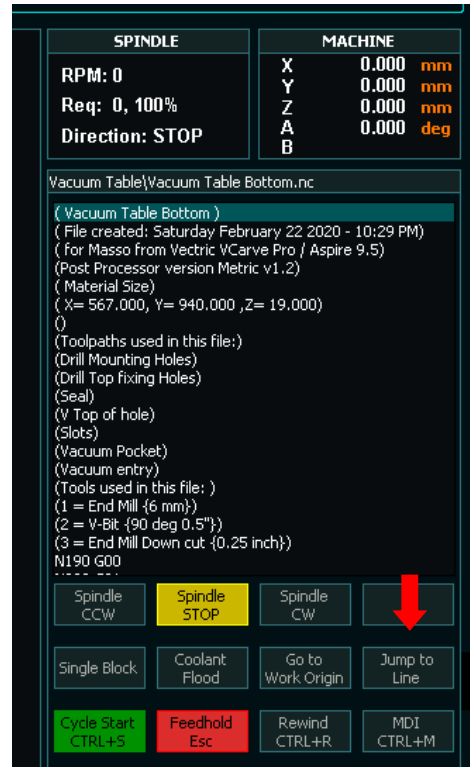 SPINDLE
RPM: 0
Req: 0, 100%
Direction: STOP
MACHINE
X 0.000 mm
Y 0.000 mm
Z 0.000 mm
A 0.000 deg
B
Vacuum Table\Vacuum Table Bottom.nc
( Vacuum Table Bottom )
( File created: Saturday February 22 2020 - 10:29 PM)
( for Masso from Vectric VCarve Pro / Aspire 9.5)
(Post Processor version Metric v1.2)
( Material Size)
( X= 567.000, Y= 940.000 ,Z= 19.000)
()
(Toolpaths used in this file:)
(Drill Mounting Holes)
(Drill Top fixing Holes)
(Seal)
(V Top of hole)
(Slots)
(Vacuum Pocket)
(Vacuum entry)
(Tools used in this file: )
(1 = End Mill {6 mm})
(2 = V-Bit {90 deg 0.5"})
(3 = End Mill Down cut {0.25 inch})
N190 G00
Spindle CCW
Spindle STOP
Spindle CW
Single Block
Coolant Flood
Go to Work Origin
Jump to Line
Cycle Start CTRL+S
Feedhold Esc
Rewind CTRL+R
MDI CTRL+M